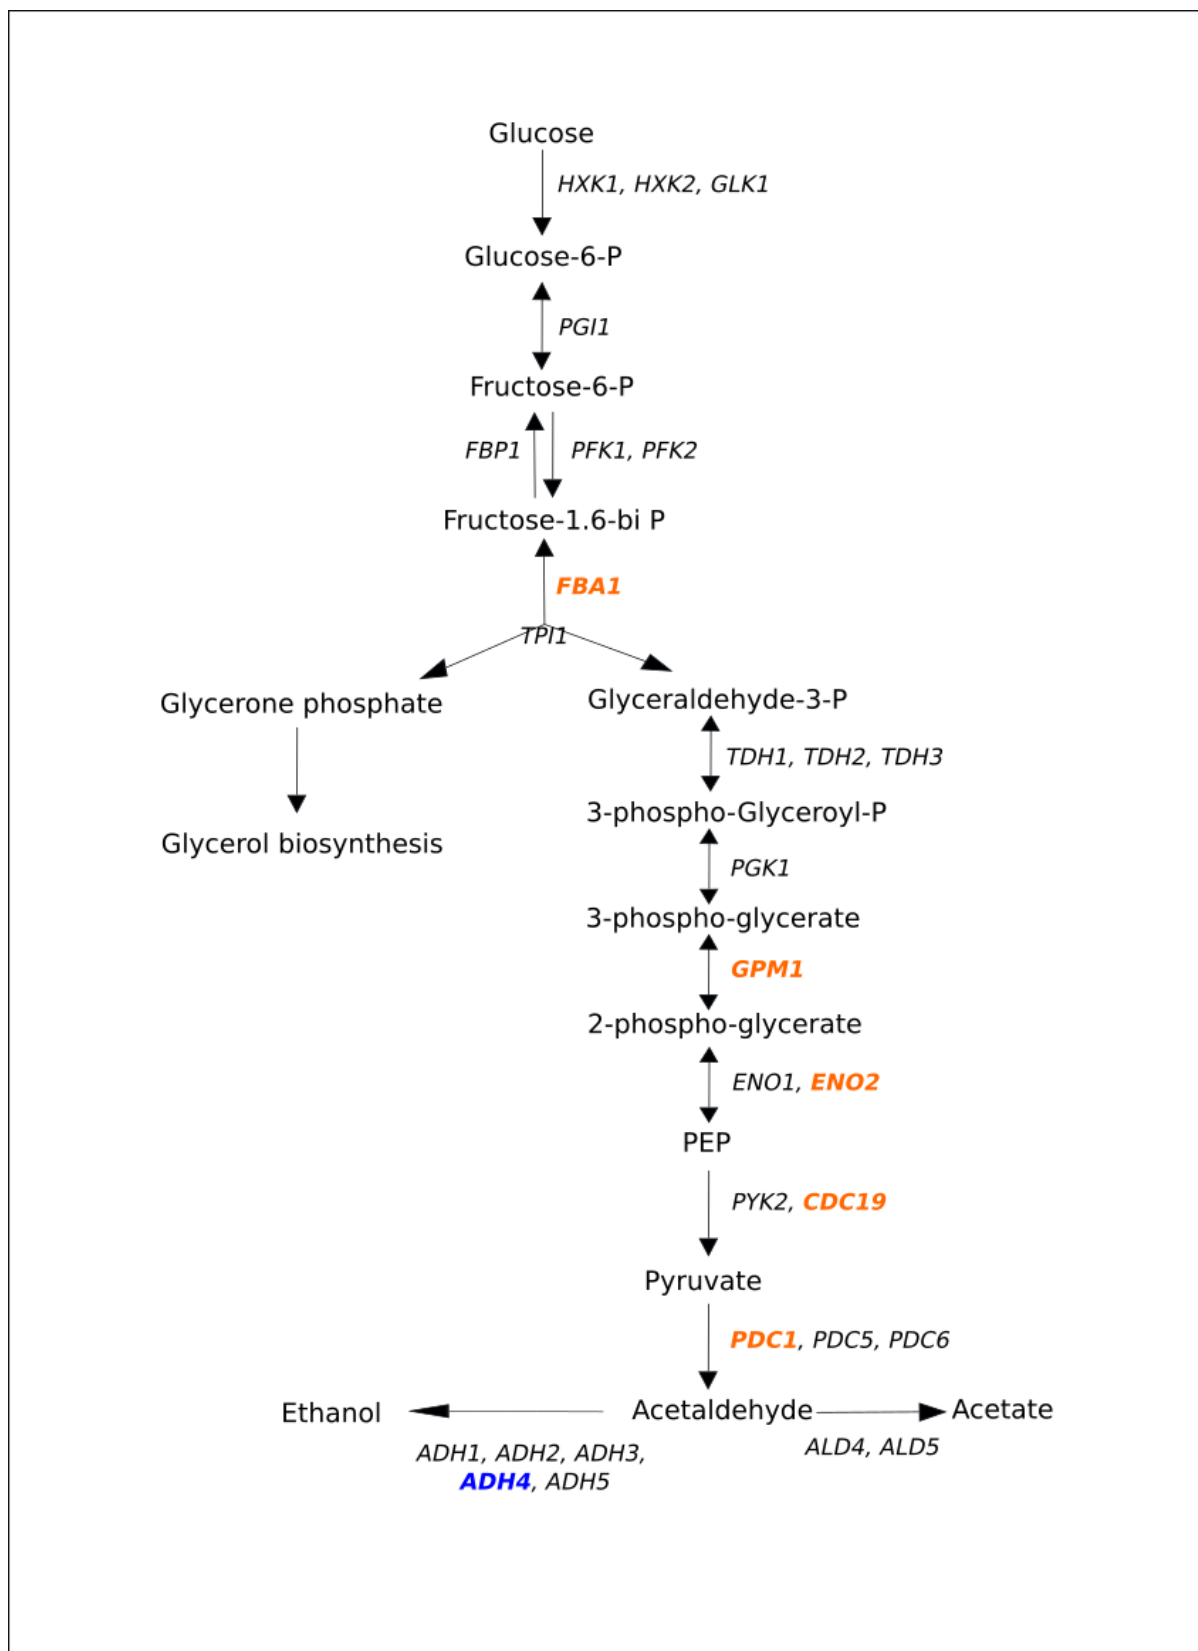 Glucose
HXK1, HXK2, GLK1
Glucose-6-P
PGI1
Fructose-6-P
FBP1
PFK1, PFK2
Fructose-1.6-bi P
FBA1
TPI1
Glycerone phosphate
Glyceraldehyde-3-P
TDH1, TDH2, TDH3
3-phospho-Glyceroyl-P
Glycerol biosynthesis
PGK1
3-phospho-glycerate
GPM1
2-phospho-glycerate
ENO1, ENO2
PEP
PYK2, CDC19
Pyruvate
PDC1, PDC5, PDC6
Ethanol
Acetaldehyde
Acetate
ADH1, ADH2, ADH3,
ADH4, ADH5
ALD4, ALD5